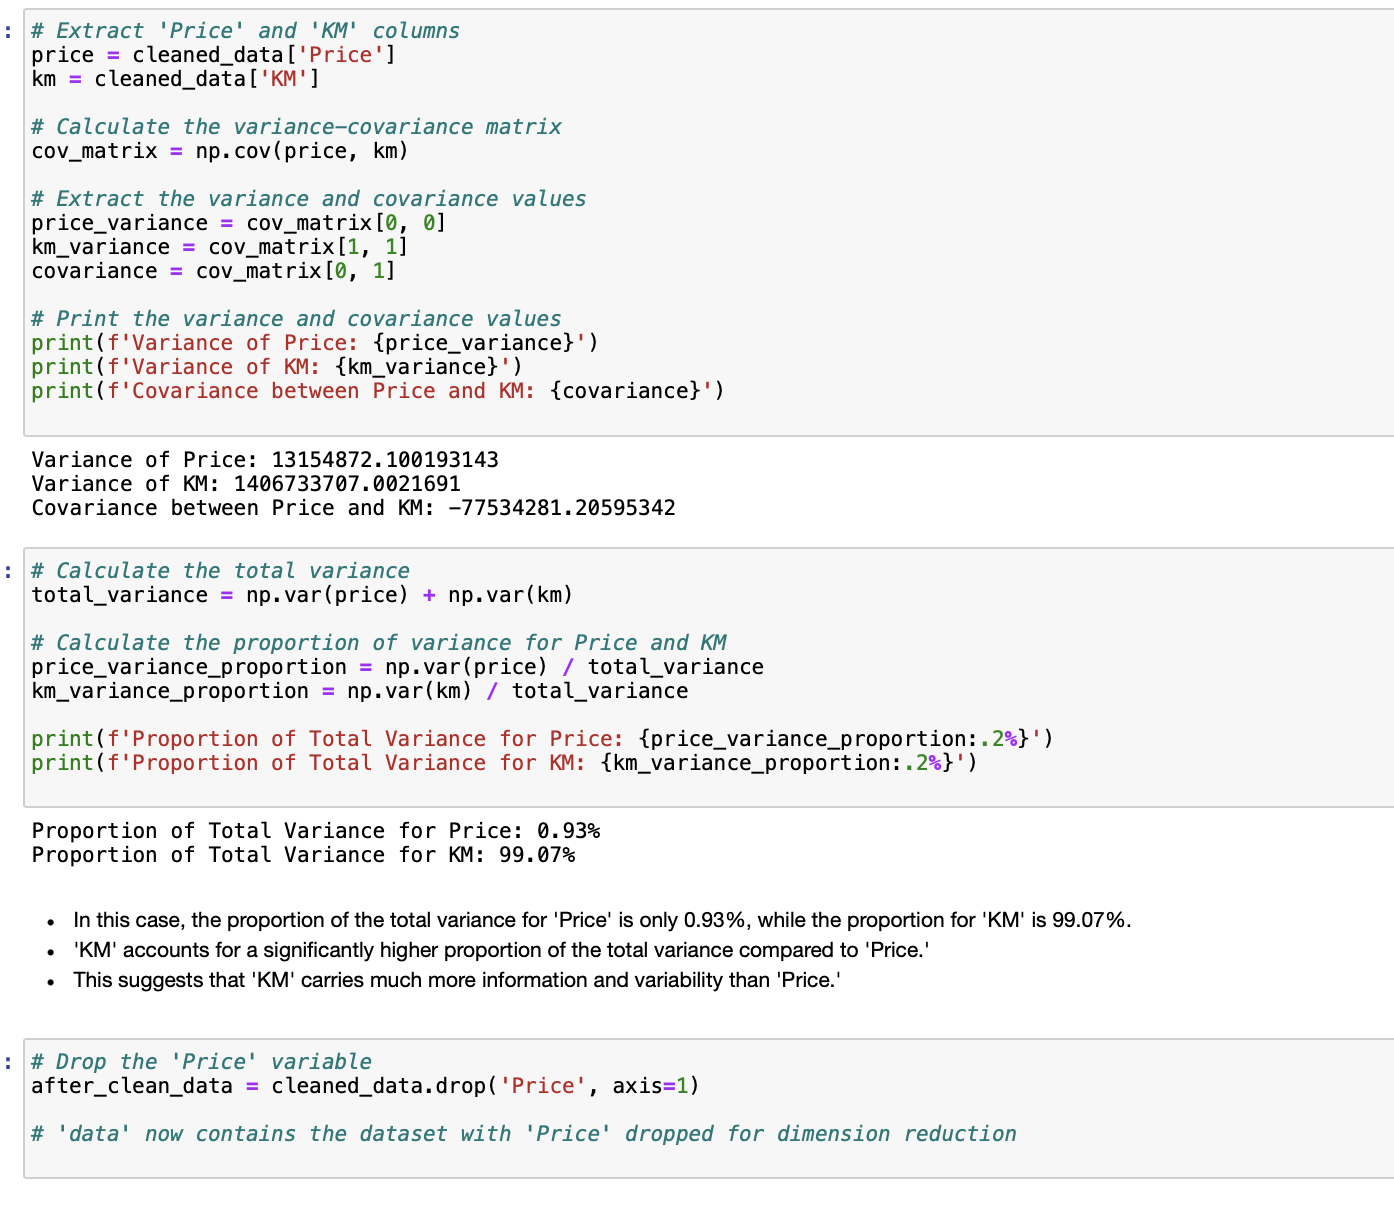 : # Extract 'Price' and 'KM' columns
price = cleaned_data['Price']
km = cleaned_data['KM']
# Calculate the variance-covariance matrix
cov_matrix = np.cov(price, km)
# Extract the variance and covariance values
price_variance = cov_matrix[0, 0]
km_variance = cov_matrix[1, 1]
covariance = cov_matrix[0, 1]
# Print the variance and covariance values
print(f'Variance of Price: {price_variance}')
print(f'Variance of KM: {km_variance}')
print(f'Covariance between Price and KM: {covariance}')
Variance of Price: 13154872.100193143
Variance of KM: 1406733707.0021691
Covariance between Price and KM: -77534281.20595342
: # Calculate the total variance
total_variance = np.var(price) + np.var(km)
# Calculate the proportion of variance for Price and KM
price_variance_proportion = np.var(price) / total_variance
km_variance_proportion = np.var(km) / total_variance
print(f'Proportion of Total Variance for Price: {price_variance_proportion:.2%}')
print(f'Proportion of Total Variance for KM: {km_variance_proportion:.2%}')
Proportion of Total Variance for Price: 0.93%
Proportion of Total Variance for KM: 99.07%
• In this case, the proportion of the total variance for 'Price' is only 0.93%, while the proportion for 'KM' is 99.07%.
• 'KM' accounts for a significantly higher proportion of the total variance compared to 'Price.'
• This suggests that 'KM' carries much more information and variability than 'Price.'
: # Drop the 'Price' variable
after_clean_data = cleaned_data.drop('Price', axis=1)
# 'data' now contains the dataset with 'Price' dropped for dimension reduction